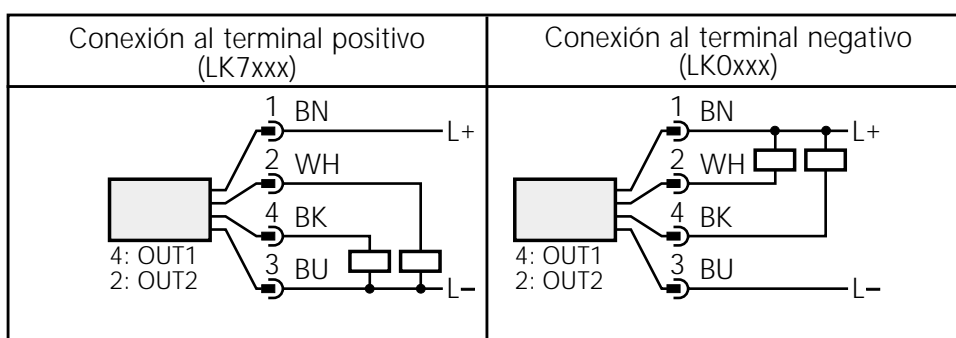 Conexión al terminal positivo
(LK7xxx)
Conexión al terminal negativo
(LK0xxx)
1 BN
L+
2 WH
4 BK
4: OUT1
2: OUT2
3 BU
L–
1 BN
L+
2 WH
4 BK
4: OUT1
2: OUT2
3 BU
L–